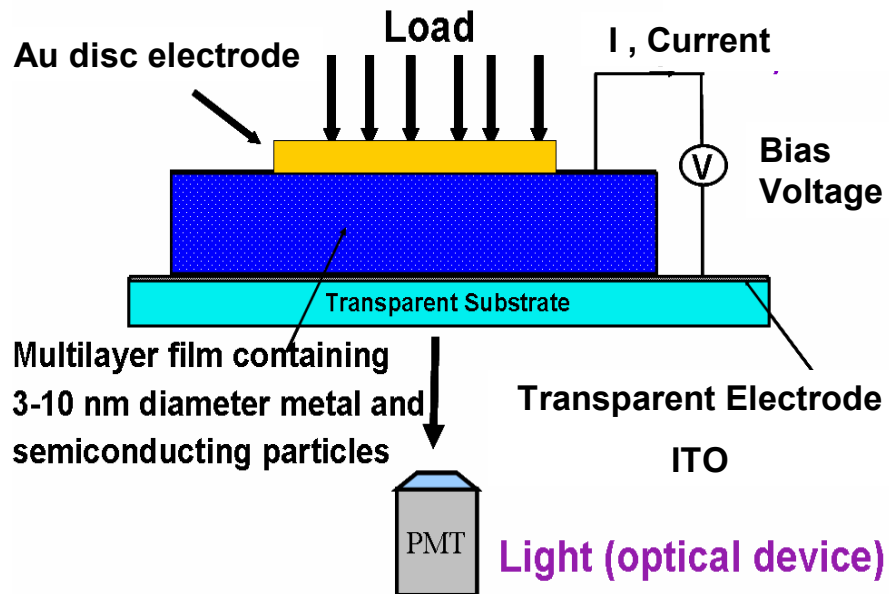 Load
I , Current
Au disc electrode
V
Bias
Voltage
Transparent Substrate
Multilayer film containing
3-10 nm diameter metal and
semiconducting particles
Transparent Electrode
ITO
PMT
Light (optical device)